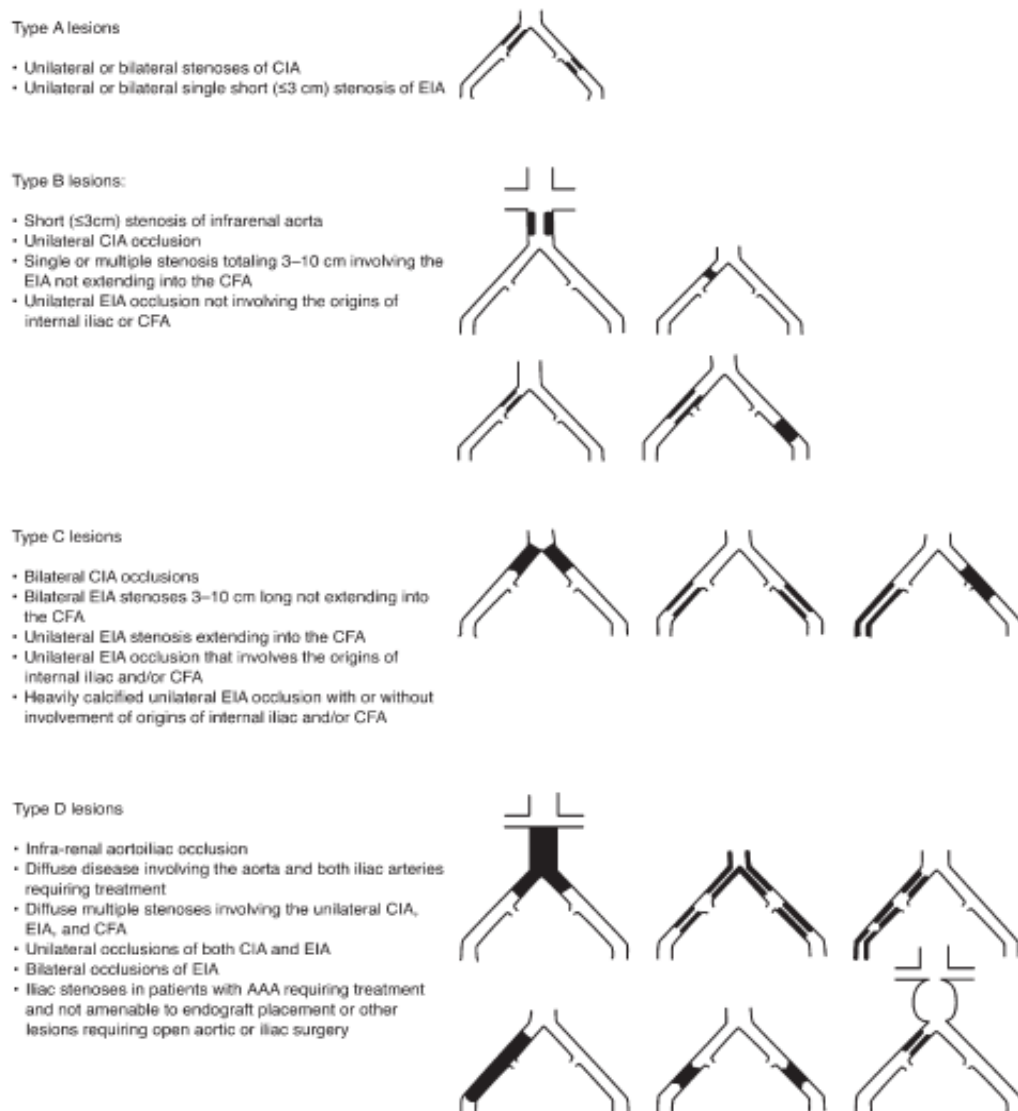 Type A lesions
• Unilateral or bilateral stenoses of CIA
• Unilateral or bilateral single short (≤3 cm) stenosis of EIA
Type B lesions:
• Short (≤3cm) stenosis of infrarenal aorta
• Unilateral CIA occlusion
• Single or multiple stenosis totaling 3–10 cm involving the
EIA not extending into the CFA
• Unilateral EIA occlusion not involving the origins of
internal iliac or CFA
Type C lesions
• Bilateral CIA occlusions
• Bilateral EIA stenoses 3–10 cm long not extending into
the CFA
• Unilateral EIA stenosis extending into the CFA
• Unilateral EIA occlusion that involves the origins of
internal iliac and/or CFA
• Heavily calcified unilateral EIA occlusion with or without
involvement of origins of internal iliac and/or CFA
Type D lesions
• Infra-renal aortoiliac occlusion
• Diffuse disease involving the aorta and both iliac arteries
requiring treatment
• Diffuse multiple stenoses involving the unilateral CIA,
EIA, and CFA
• Unilateral occlusions of both CIA and EIA
• Bilateral occlusions of EIA
• Iliac stenoses in patients with AAA requiring treatment
and not amenable to endograft placement or other
lesions requiring open aortic or iliac surgery